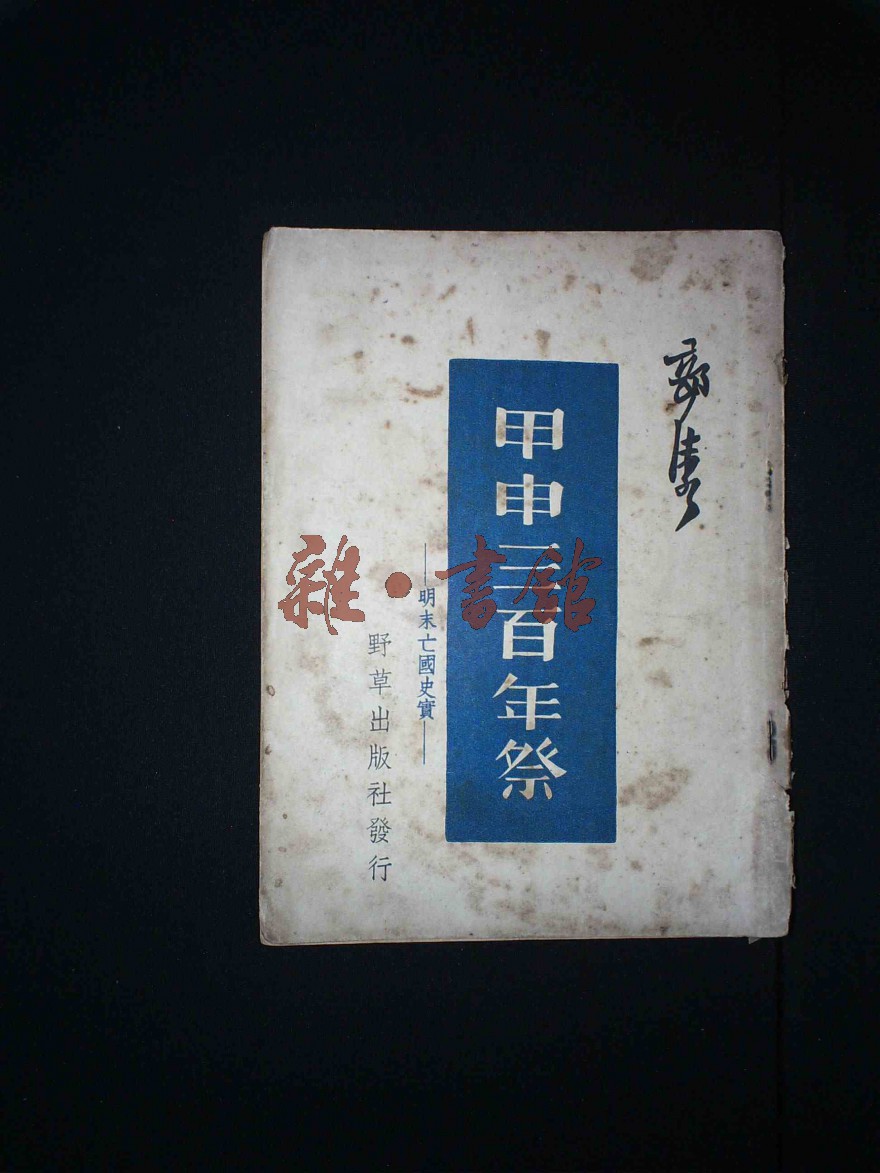 郭沫若
甲申三百年祭
——明末亡國史實——
野草出版社發行
雜·書館